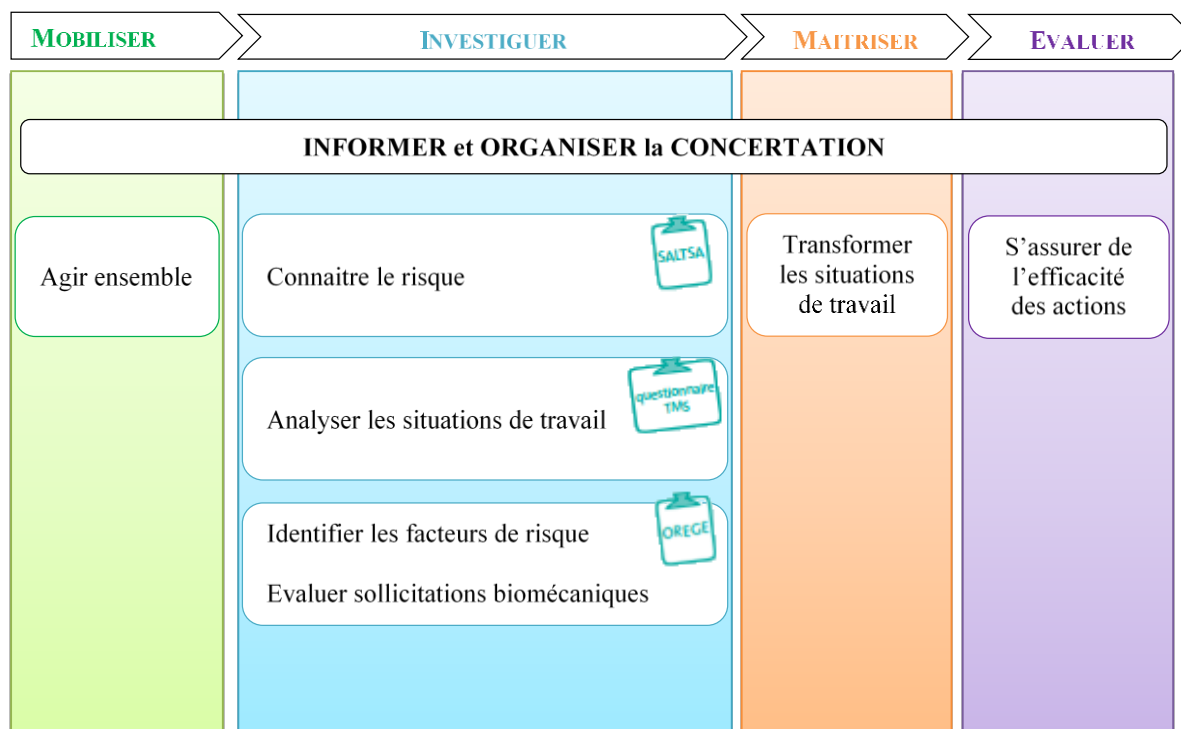 MOBILISER
INVESTIGUER
MAITRISER
EVALUER
INFORMER et ORGANISER la CONCERTATION
Agir ensemble
Connaitre le risque
SALTSA
Analyser les situations de travail
questionnaire
TMS
Identifier les facteurs de risque
OREGE
Evaluer sollicitations biomécaniques
Transformer
les situations
de travail
S’assurer de
l’efficacité
des actions